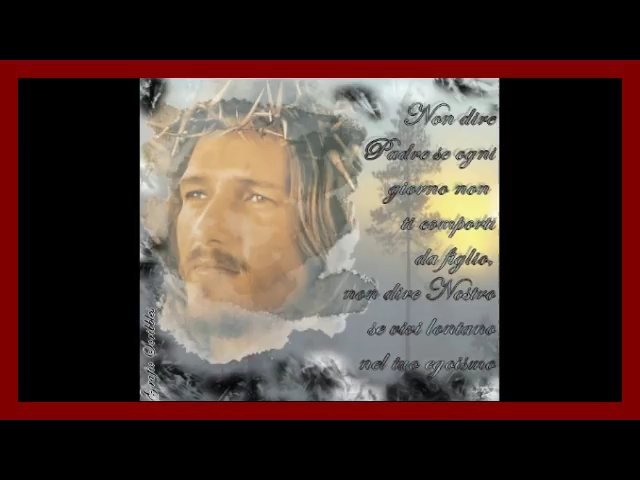 Non dire
Padre se ogni
giorno non
ti comporti
da figlio,
non dire Nostro
se vivi lontano
nel tuo egoismo